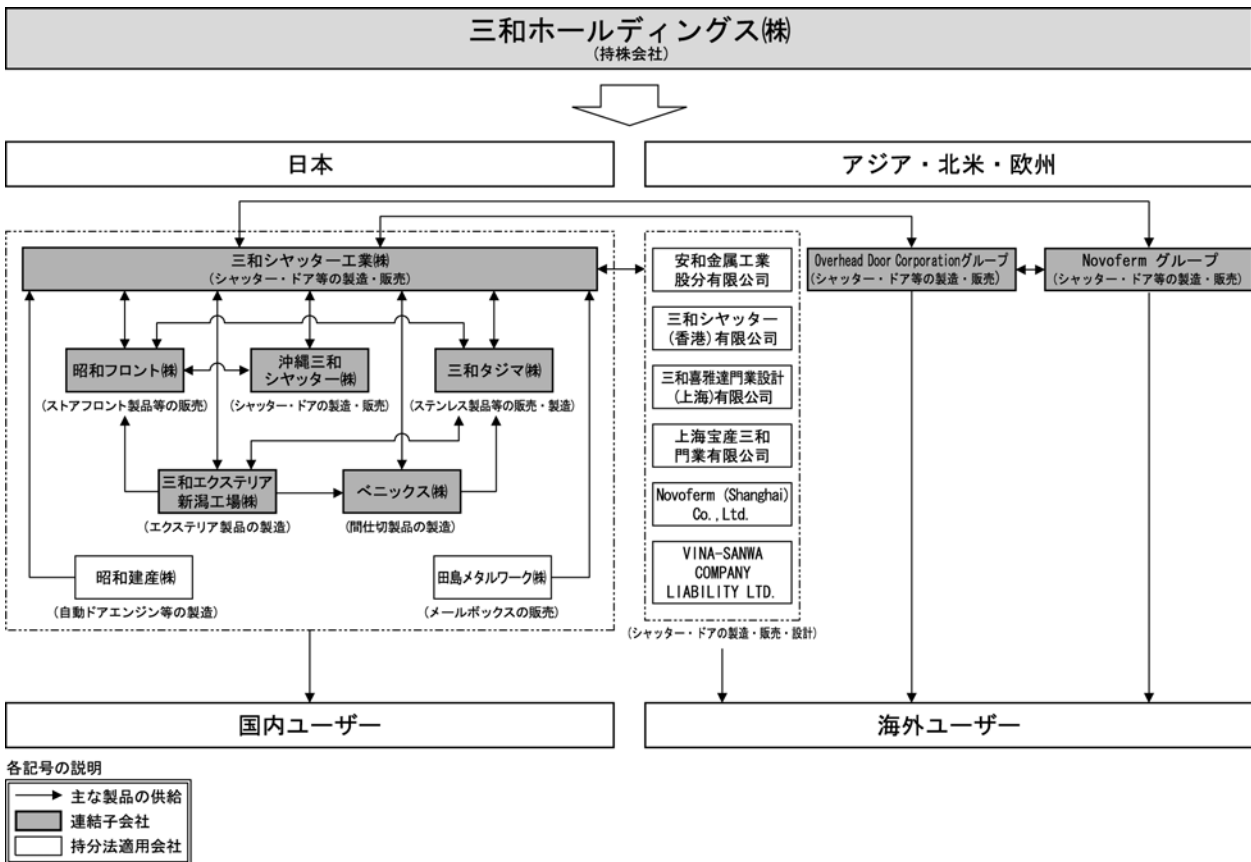 三和ホールディングス㈱
(持株会社)
日本
アジア・北米・欧州
三和シヤッター工業㈱
(シャッター・ドア等の製造・販売)
安和金属工業
股分有限公司
Overhead Door Corporationグループ
(シャッター・ドア等の製造・販売)
Novoferm グループ
(シャッター・ドア等の製造・販売)
三和シヤッター
(香港)有限公司
昭和フロント㈱
(ストアフロント製品等の販売)
沖縄三和
シヤッター㈱
(シャッター・ドアの製造・販売)
三和タジマ㈱
(ステンレス製品等の販売・製造)
三和喜雅達門業設計
(上海)有限公司
上海宝産三和
門業有限公司
三和エクステリア
新潟工場㈱
(エクステリア製品の製造)
ベニックス㈱
(間仕切製品の製造)
Novoferm (Shanghai)
Co.,Ltd.
昭和建産㈱
(自動ドアエンジン等の製造)
田島メタルワーク㈱
(メールボックスの販売)
VINA-SANWA
COMPANY
LIABILITY LTD.
(シャッター・ドアの製造・販売・設計)
国内ユーザー
海外ユーザー
各記号の説明
主な製品の供給
連結子会社
持分法適用会社